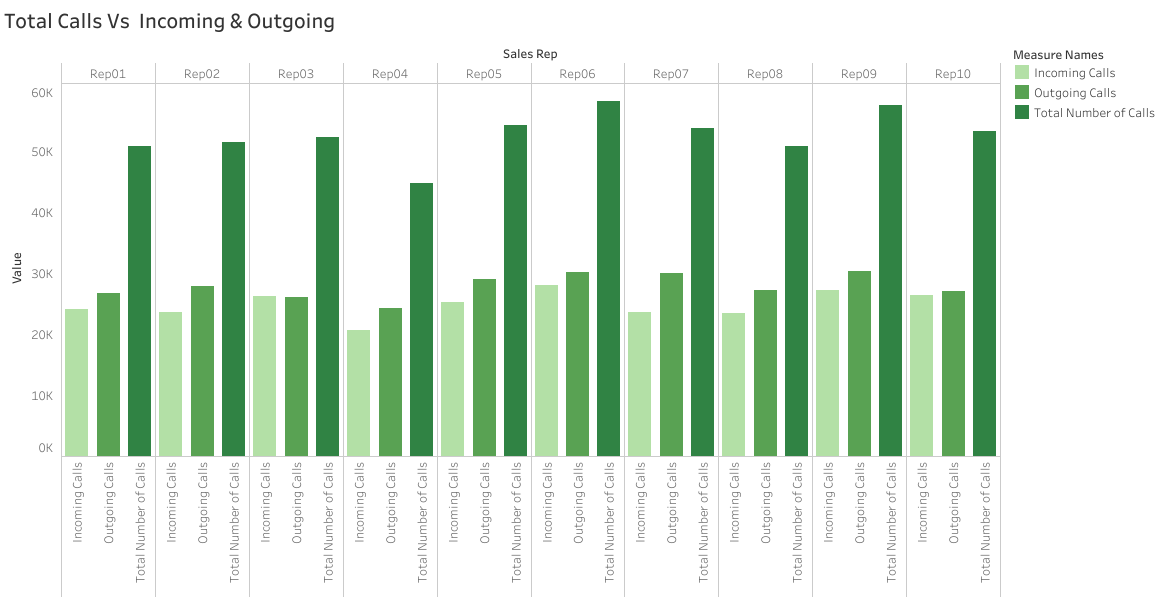 Total Calls Vs  Incoming & Outgoing
Sales Rep
Rep01 Rep02 Rep03 Rep04 Rep05 Rep06 Rep07 Rep08 Rep09 Rep10
Measure Names
Incoming Calls
Outgoing Calls
Total Number of Calls
Value
60K
50K
40K
30K
20K
10K
0K
Incoming Calls
Outgoing Calls
Total Number of Calls
Incoming Calls
Outgoing Calls
Total Number of Calls
Incoming Calls
Outgoing Calls
Total Number of Calls
Incoming Calls
Outgoing Calls
Total Number of Calls
Incoming Calls
Outgoing Calls
Total Number of Calls
Incoming Calls
Outgoing Calls
Total Number of Calls
Incoming Calls
Outgoing Calls
Total Number of Calls
Incoming Calls
Outgoing Calls
Total Number of Calls
Incoming Calls
Outgoing Calls
Total Number of Calls
Incoming Calls
Outgoing Calls
Total Number of Calls